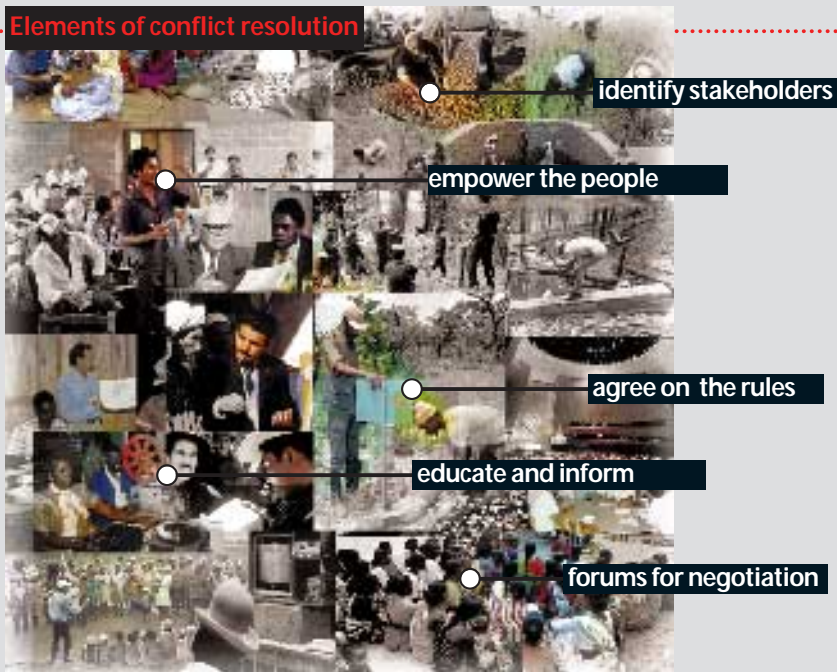 Elements of conflict resolution
identify stakeholders
empower the people
agree on the rules
educate and inform
forums for negotiation